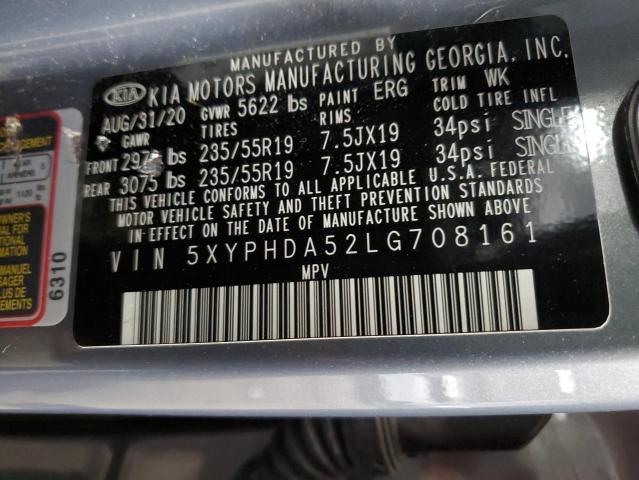 MANUFACTURED BY
KIA KIA MOTORS MANUFACTURING GEORGIA, INC.
AUG/31/20 GVWR 5622 lbs PAINT ERG TRIM WK
GAWR TIRES RIMS COLD TIRE INFL
FRONT lbs 235/55R19 7.5JX19 34psi SINGLE
REAR 3075 lbs 235/55R19 7.5JX19 34psi SINGLE
THIS VEHICLE CONFORMS TO ALL APPLICABLE U.S.A. FEDERAL
MOTOR VEHICLE SAFETY AND THEFT PREVENTION STANDARDS
IN EFFECT ON THE DATE OF MANUFACTURE SHOWN ABOVE.
VIN 5XYPHDA52LG708161
MPV
6310